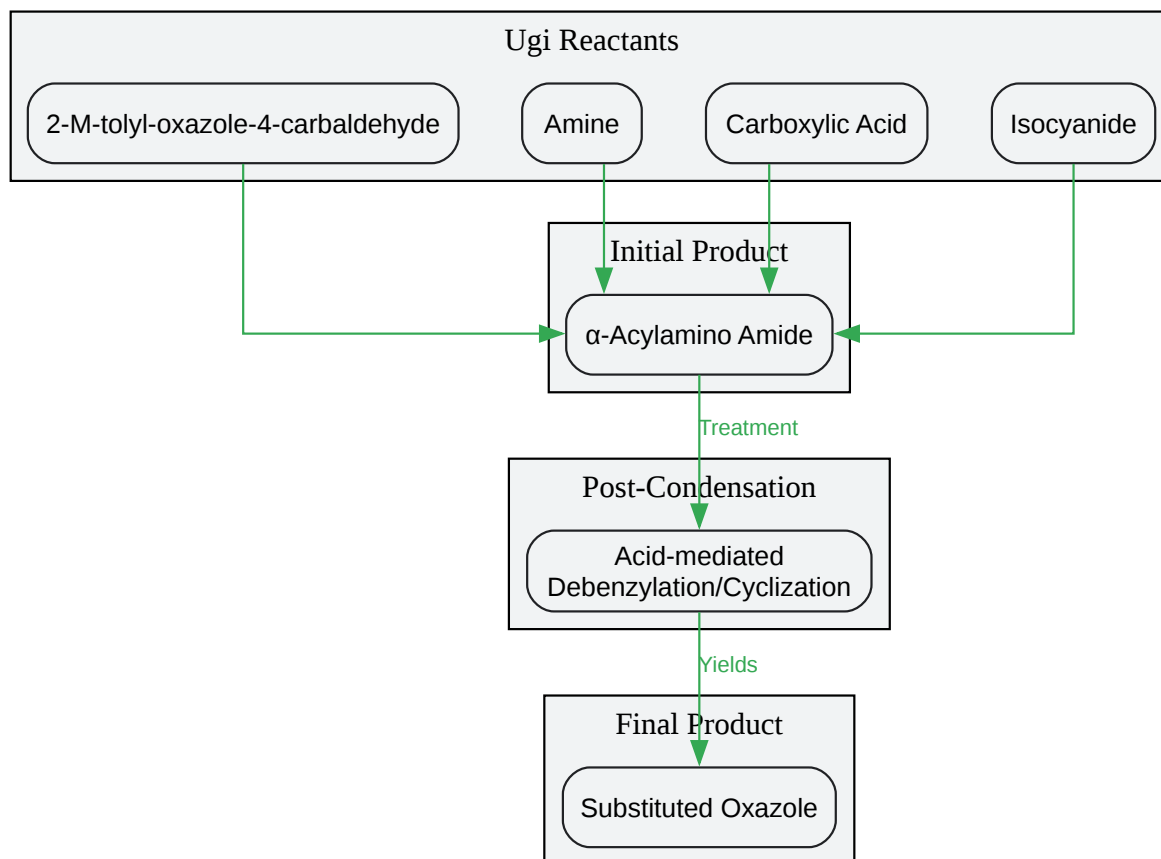 Ugi Reactants
2-M-tolyl-oxazole-4-carbaldehyde
Amine
Carboxylic Acid
Isocyanide
Initial Product
α-Acylamino Amide
Treatment
Post-Condensation
Acid-mediated
Debenzylation/Cyclization
Yields
Final Product
Substituted Oxazole